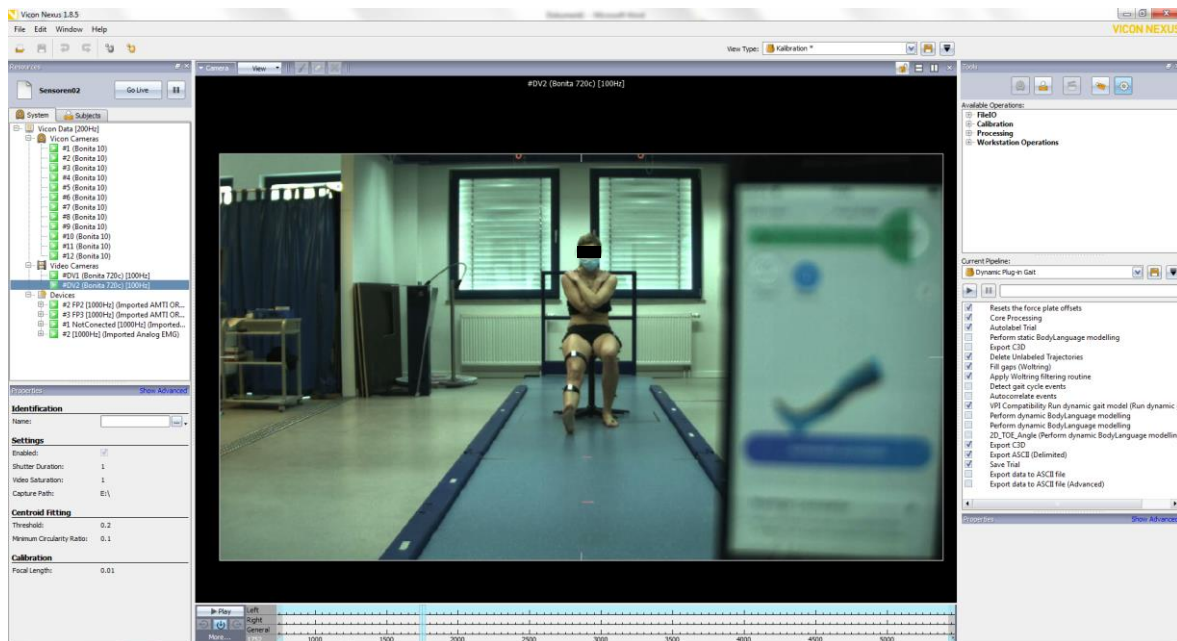 Vicon Nexus 1.8.5
Dokument1 - Microsoft Word
File Edit Window Help
VICON NEXUS
View Type: Kalibration *
Resources
Camera View
Tools
Sensoren02 Go Live
#DV2 (Bonita 720c) [100Hz]
System Subjects
Vicon Data [200Hz]
Vicon Cameras
#1 (Bonita 10)
#2 (Bonita 10)
#3 (Bonita 10)
#4 (Bonita 10)
#5 (Bonita 10)
#6 (Bonita 10)
#7 (Bonita 10)
#8 (Bonita 10)
#9 (Bonita 10)
#10 (Bonita 10)
#11 (Bonita 10)
#12 (Bonita 10)
Video Cameras
#DV1 (Bonita 720c) [100Hz]
#DV2 (Bonita 720c) [100Hz]
Devices
#2 FP2 [1000Hz] (Imported AMTI OR...
#3 FP3 [1000Hz] (Imported AMTI OR...
#1 NotConected [1000Hz] (Imported...
#2 [1000Hz] (Imported Analog EMG)
Properties Show Advanced
Identification
Name:
Settings
Enabled:
Shutter Duration: 1
Video Saturation: 1
Capture Path: E:\
Centroid Fitting
Threshold: 0.2
Minimum Circularity Ratio: 0.1
Calibration
Focal Length: 0.01
Available Operations:
FileIO
Calibration
Processing
Workstation Operations
Current Pipeline:
Dynamic Plug-in Gait
Resets the force plate offsets
Core Processing
Autolabel Trial
Perform static BodyLanguage modelling
Export C3D
Delete Unlabeled Trajectories
Fill gaps (Woltring)
Apply Woltring filtering routine
Detect gait cycle events
Autocorrelate events
VPI Compatibility Run dynamic gait model (Run dynamic
Perform dynamic BodyLanguage modelling
Perform dynamic BodyLanguage modelling
2D_TOE_Angle (Perform dynamic BodyLanguage modellin
Export C3D
Export ASCII (Delimited)
Save Trial
Export data to ASCII file
Export data to ASCII file (Advanced)
Properties Show Advanced
Play Left
Right
General
More... 1000 1500 2000 2500 3000 3500 4000 4500 5000